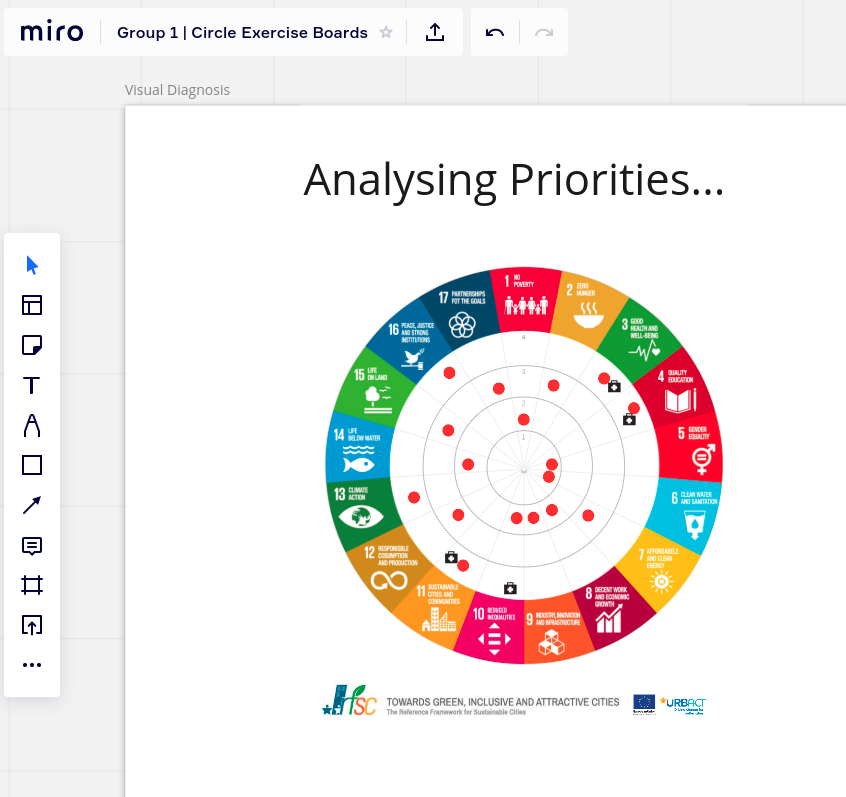 miro
Group 1 | Circle Exercise Boards
Visual Diagnosis
Analysing Priorities...
1 NO
POVERTY
2 ZERO
HUNGER
3 GOOD
HEALTH AND
WELL-BEING
4 QUALITY
EDUCATION
5 GENDER
EQUALITY
6 CLEAN WATER
AND SANITATION
7 AFFORDABLE
AND CLEAN
ENERGY
8 DECENT WORK
AND ECONOMIC
GROWTH
9 INDUSTRY, INNOVATION
AND INFRASTRUCTURE
10 REDUCED
INEQUALITIES
11 SUSTAINABLE
CITIES AND
COMMUNITIES
12 RESPONSIBLE
COSUMPTION
AND PRODUCTION
13 CLIMATE
ACTION
14 LIFE
BELOW WATER
15 LIFE
ON LAND
16 PEACE, JUSTICE
AND STRONG
INSTITUTIONS
17 PARTNERSHIPS
FOT THE GOALS
4
3
2
1
RFSC
TOWARDS GREEN, INCLUSIVE AND ATTRACTIVE CITIES
The Reference Framework for Sustainable Cities
URBACT